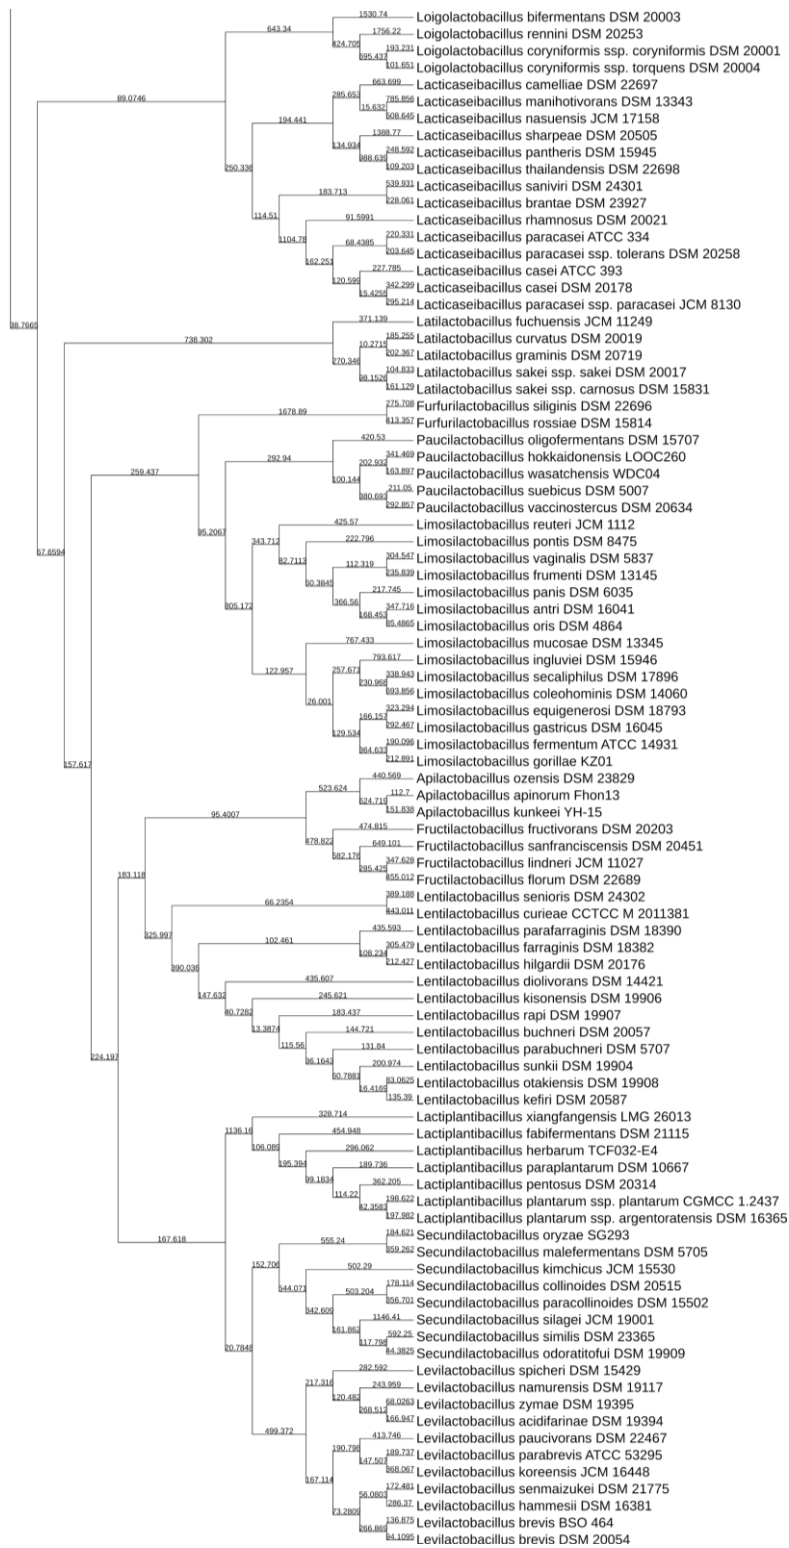 1530.74 Loigolactobacillus bifermentans DSM 20003
643.34
1756.22 Loigolactobacillus rennini DSM 20253
424.705
193.231 Loigolactobacillus coryniformis ssp. coryniformis DSM 20001
595.437
101.651 Loigolactobacillus coryniformis ssp. torquens DSM 20004
663.699 Lacticaseibacillus camelliae DSM 22697
285.653
89.0746
785.856 Lacticaseibacillus manihotivorans DSM 13343
15.632
508.645 Lacticaseibacillus nasuensis JCM 17158
194.441
1388.77 Lacticaseibacillus sharpeae DSM 20505
134.934
248.592 Lacticaseibacillus pantheris DSM 15945
988.639
109.203 Lacticaseibacillus thailandensis DSM 22698
250.336
539.931 Lacticaseibacillus saniviri DSM 24301
183.713
228.061 Lacticaseibacillus brantae DSM 23927
114.51
91.5991 Lacticaseibacillus rhamnosus DSM 20021
1104.78
220.331 Lacticaseibacillus paracasei ATCC 334
68.4385
203.645 Lacticaseibacillus paracasei ssp. tolerans DSM 20258
162.251
227.785 Lacticaseibacillus casei ATCC 393
120.599
342.299 Lacticaseibacillus casei DSM 20178
15.4255
295.214 Lacticaseibacillus paracasei ssp. paracasei JCM 8130
38.7665
371.139 Latilactobacillus fuchuensis JCM 11249
738.302
185.255 Latilactobacillus curvatus DSM 20019
10.2715
202.367 Latilactobacillus graminis DSM 20719
270.346
104.833 Latilactobacillus sakei ssp. sakei DSM 20017
98.1526
161.129 Latilactobacillus sakei ssp. carnosus DSM 15831
275.708 Furfurilactobacillus siliginis DSM 22696
1678.89
413.357 Furfurilactobacillus rossiae DSM 15814
420.53 Paucilactobacillus oligofermentans DSM 15707
341.469 Paucilactobacillus hokkaidonensis LOOC260
292.94
202.932
163.897 Paucilactobacillus wasatchensis WDC04
259.437
100.144
211.05 Paucilactobacillus suebicus DSM 5007
380.693
292.857 Paucilactobacillus vaccinostercus DSM 20634
425.57 Limosilactobacillus reuteri JCM 1112
95.2067
343.712
222.796 Limosilactobacillus pontis DSM 8475
57.6594
82.7113
304.547 Limosilactobacillus vaginalis DSM 5837
112.319
235.839 Limosilactobacillus frumenti DSM 13145
50.3845
217.745 Limosilactobacillus panis DSM 6035
366.56
347.716 Limosilactobacillus antri DSM 16041
305.172
168.453
85.4865 Limosilactobacillus oris DSM 4864
767.433 Limosilactobacillus mucosae DSM 13345
793.617 Limosilactobacillus ingluviei DSM 15946
122.957
257.671
338.943 Limosilactobacillus secaliphilus DSM 17896
230.968
593.856 Limosilactobacillus coleohominis DSM 14060
26.001
323.294 Limosilactobacillus equigenerosi DSM 18793
166.157
292.467 Limosilactobacillus gastricus DSM 16045
129.534
190.096 Limosilactobacillus fermentum ATCC 14931
364.633
212.891 Limosilactobacillus gorillae KZ01
157.617
440.569 Apilactobacillus ozensis DSM 23829
523.624
112.7 Apilactobacillus apinorum Fhon13
524.719
151.838 Apilactobacillus kunkeei YH-15
95.4007
474.815 Fructilactobacillus fructivorans DSM 20203
478.822
649.101 Fructilactobacillus sanfranciscensis DSM 20451
582.176
347.628 Fructilactobacillus lindneri JCM 11027
285.425
455.012 Fructilactobacillus florum DSM 22689
183.118
389.188 Lentilactobacillus senioris DSM 24302
66.2354
443.011 Lentilactobacillus curieae CCTCC M 2011381
325.997
435.593 Lentilactobacillus parafarraginis DSM 18390
102.461
305.479 Lentilactobacillus farraginis DSM 18382
108.234
212.427 Lentilactobacillus hilgardii DSM 20176
390.036
435.607 Lentilactobacillus diolivorans DSM 14421
147.632
245.621 Lentilactobacillus kisonensis DSM 19906
40.7282
183.437 Lentilactobacillus rapi DSM 19907
13.3874
144.721 Lentilactobacillus buchneri DSM 20057
115.56
131.84 Lentilactobacillus parabuchneri DSM 5707
224.197
36.1643
200.974 Lentilactobacillus sunkii DSM 19904
50.7881
83.0625 Lentilactobacillus otakiensis DSM 19908
16.4169
135.39 Lentilactobacillus kefiri DSM 20587
328.714 Lactiplantibacillus xiangfangensis LMG 26013
1136.16
454.948 Lactiplantibacillus fabifermentans DSM 21115
106.089
296.062 Lactiplantibacillus herbarum TCF032-E4
195.394
189.736 Lactiplantibacillus paraplantarum DSM 10667
99.1834
362.205 Lactiplantibacillus pentosus DSM 20314
114.22
198.622 Lactiplantibacillus plantarum ssp. plantarum CGMCC 1.2437
42.3583
197.982 Lactiplantibacillus plantarum ssp. argentoratensis DSM 16365
167.618
184.621 Secundilactobacillus oryzae SG293
555.24
359.262 Secundilactobacillus malefermentans DSM 5705
152.706
502.29 Secundilactobacillus kimchicus JCM 15530
544.071
178.114 Secundilactobacillus collinoides DSM 20515
503.204
356.701 Secundilactobacillus paracollinoides DSM 15502
342.609
1146.41 Secundilactobacillus silagei JCM 19001
161.862
592.25 Secundilactobacillus similis DSM 23365
117.798
44.3825 Secundilactobacillus odoratitofui DSM 19909
20.7848
282.592 Levilactobacillus spicheri DSM 15429
217.316
243.959 Levilactobacillus namurensis DSM 19117
120.482
68.0263 Levilactobacillus zymae DSM 19395
268.512
166.947 Levilactobacillus acidifarinae DSM 19394
499.372
413.746 Levilactobacillus paucivorans DSM 22467
190.798
189.737 Levilactobacillus parabrevis ATCC 53295
147.507
368.067 Levilactobacillus koreensis JCM 16448
167.114
172.481 Levilactobacillus senmaizukei DSM 21775
56.0803
286.37 Levilactobacillus hammesii DSM 16381
73.2809
136.875 Levilactobacillus brevis BSO 464
266.869
94.1095 Levilactobacillus brevis DSM 20054